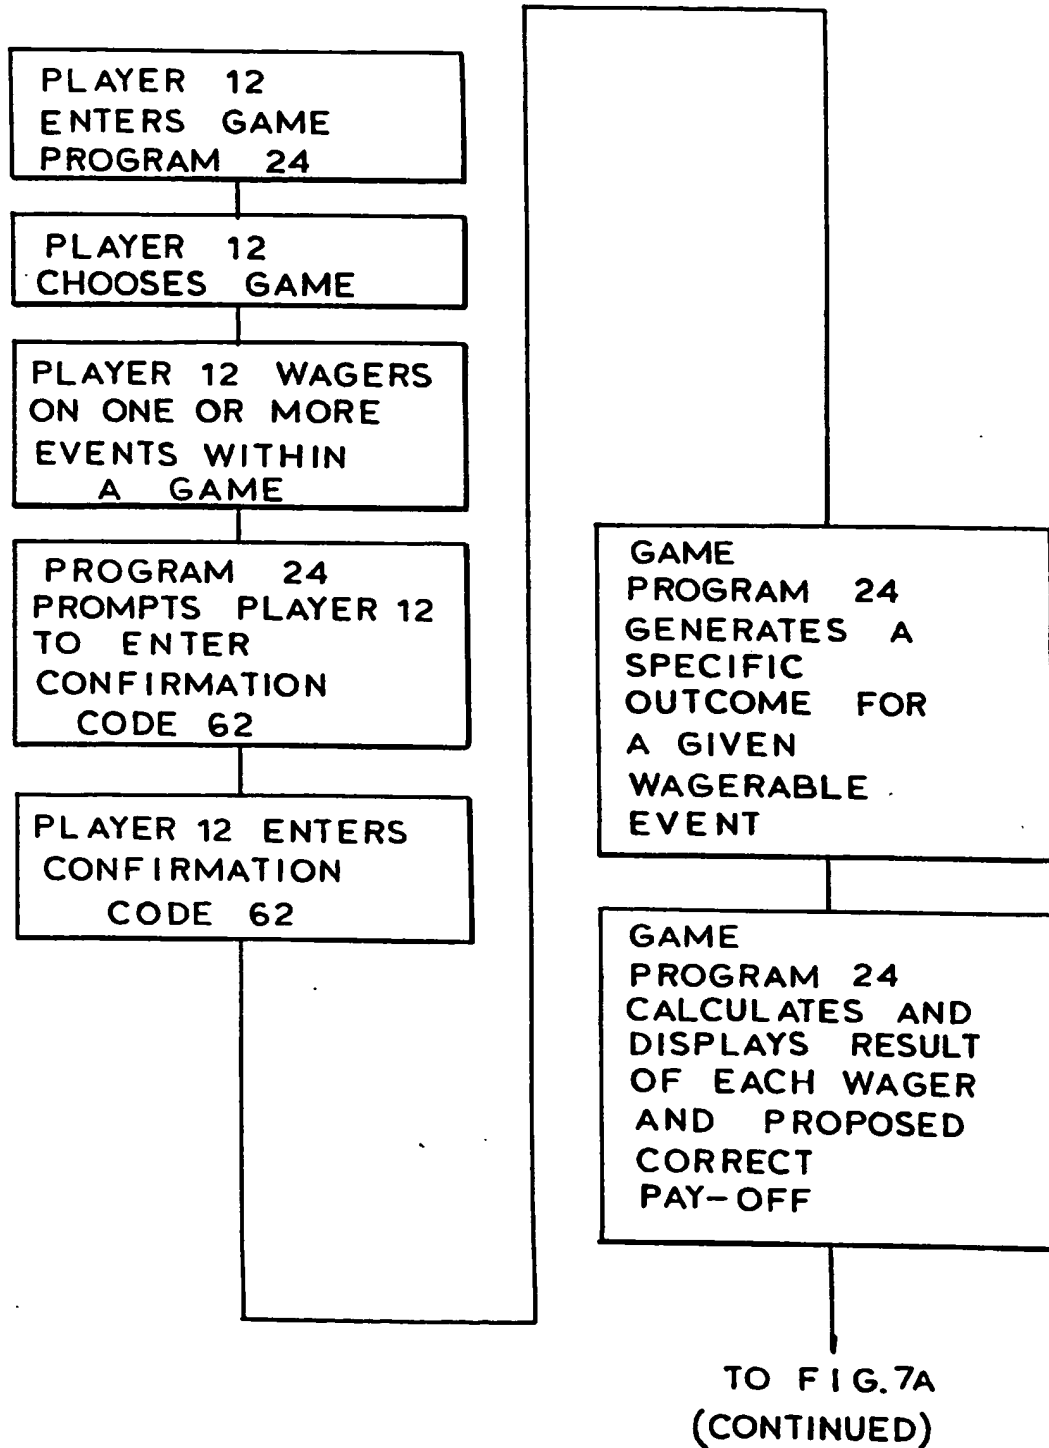 PLAYER 12
ENTERS GAME
PROGRAM 24
PLAYER 12
CHOOSES GAME
PLAYER 12 WAGERS
ON ONE OR MORE
EVENTS WITHIN
A GAME
PROGRAM 24
PROMPTS PLAYER 12
TO ENTER
CONFIRMATION
CODE 62
PLAYER 12 ENTERS
CONFIRMATION
CODE 62
GAME
PROGRAM 24
GENERATES A
SPECIFIC
OUTCOME FOR
A GIVEN
WAGERABLE
EVENT
GAME
PROGRAM 24
CALCULATES AND
DISPLAYS RESULT
OF EACH WAGER
AND PROPOSED
CORRECT
PAY-OFF
TO FIG. 7A
(CONTINUED)